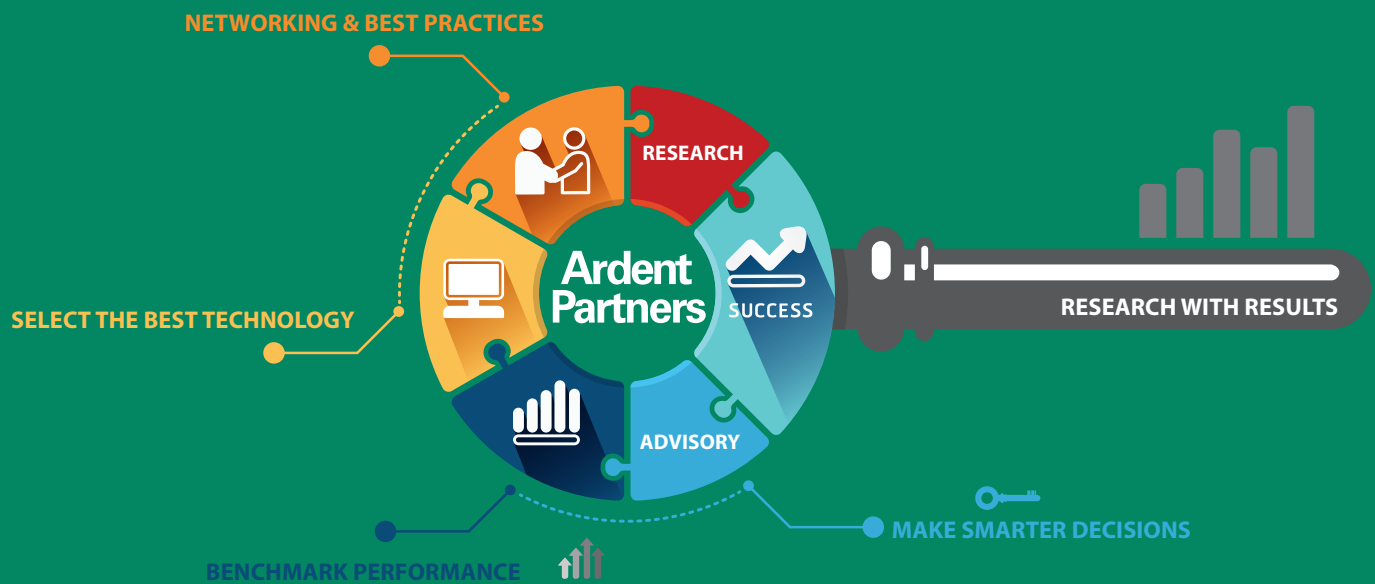 NETWORKING & BEST PRACTICES
RESEARCH
Ardent
Partners
SUCCESS
RESEARCH WITH RESULTS
SELECT THE BEST TECHNOLOGY
ADVISORY
MAKE SMARTER DECISIONS
BENCHMARK PERFORMANCE